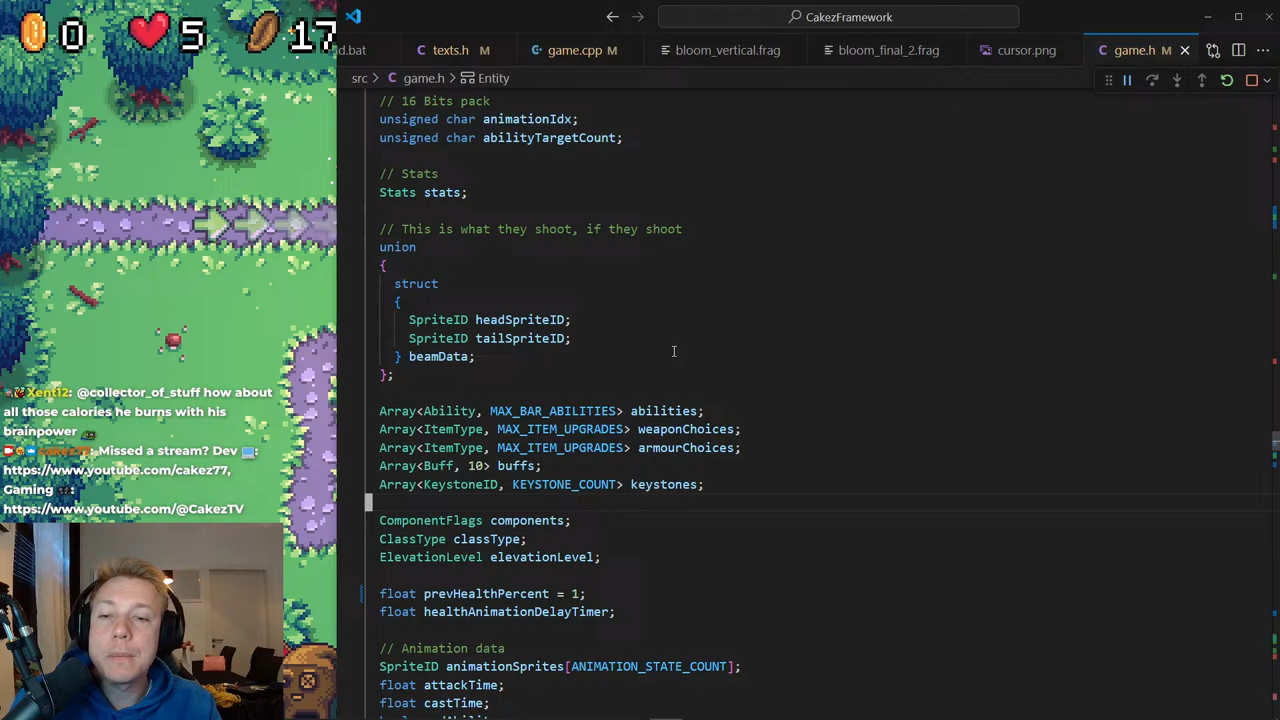 0 5 17
CakezFramework
d.bat texts.h M game.cpp M bloom_vertical.frag bloom_final_2.frag cursor.png game.h M
src > game.h > Entity
// 16 Bits pack
unsigned char animationIdx;
unsigned char abilityTargetCount;
// Stats
Stats stats;
// This is what they shoot, if they shoot
union
{
struct
{
SpriteID headSpriteID;
SpriteID tailSpriteID;
} beamData;
};
Array<Ability, MAX_BAR_ABILITIES> abilities;
Array<ItemType, MAX_ITEM_UPGRADES> weaponChoices;
Array<ItemType, MAX_ITEM_UPGRADES> armourChoices;
Array<Buff, 10> buffs;
Array<KeystoneID, KEYSTONE_COUNT> keystones;
ComponentFlags components;
ClassType classType;
ElevationLevel elevationLevel;
float prevHealthPercent = 1;
float healthAnimationDelayTimer;
// Animation data
SpriteID animationSprites[ANIMATION_STATE_COUNT];
float attackTime;
float castTime;
Xent12: @collector_of_stuff how about
all those calories he burns with his
brainpower
Cakez77: Missed a stream? Dev :
https://www.youtube.com/cakez77,
Gaming :
https://www.youtube.com/@CakezTV